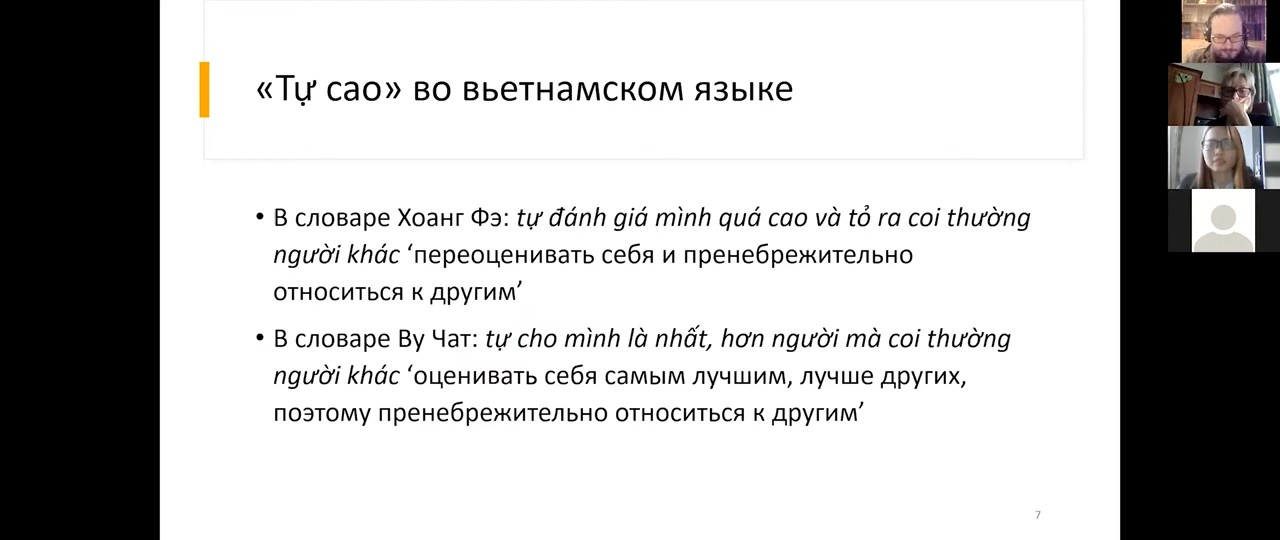 «Tự cao» во вьетнамском языке
• В словаре Хоанг Фэ: tự đánh giá mình quá cao và tỏ ra coi thường
người khác ‘переоценивать себя и пренебрежительно
относиться к другим’
• В словаре Ву Чат: tự cho mình là nhất, hơn người mà coi thường
người khác ‘оценивать себя самым лучшим, лучше других,
поэтому пренебрежительно относиться к другим’
7